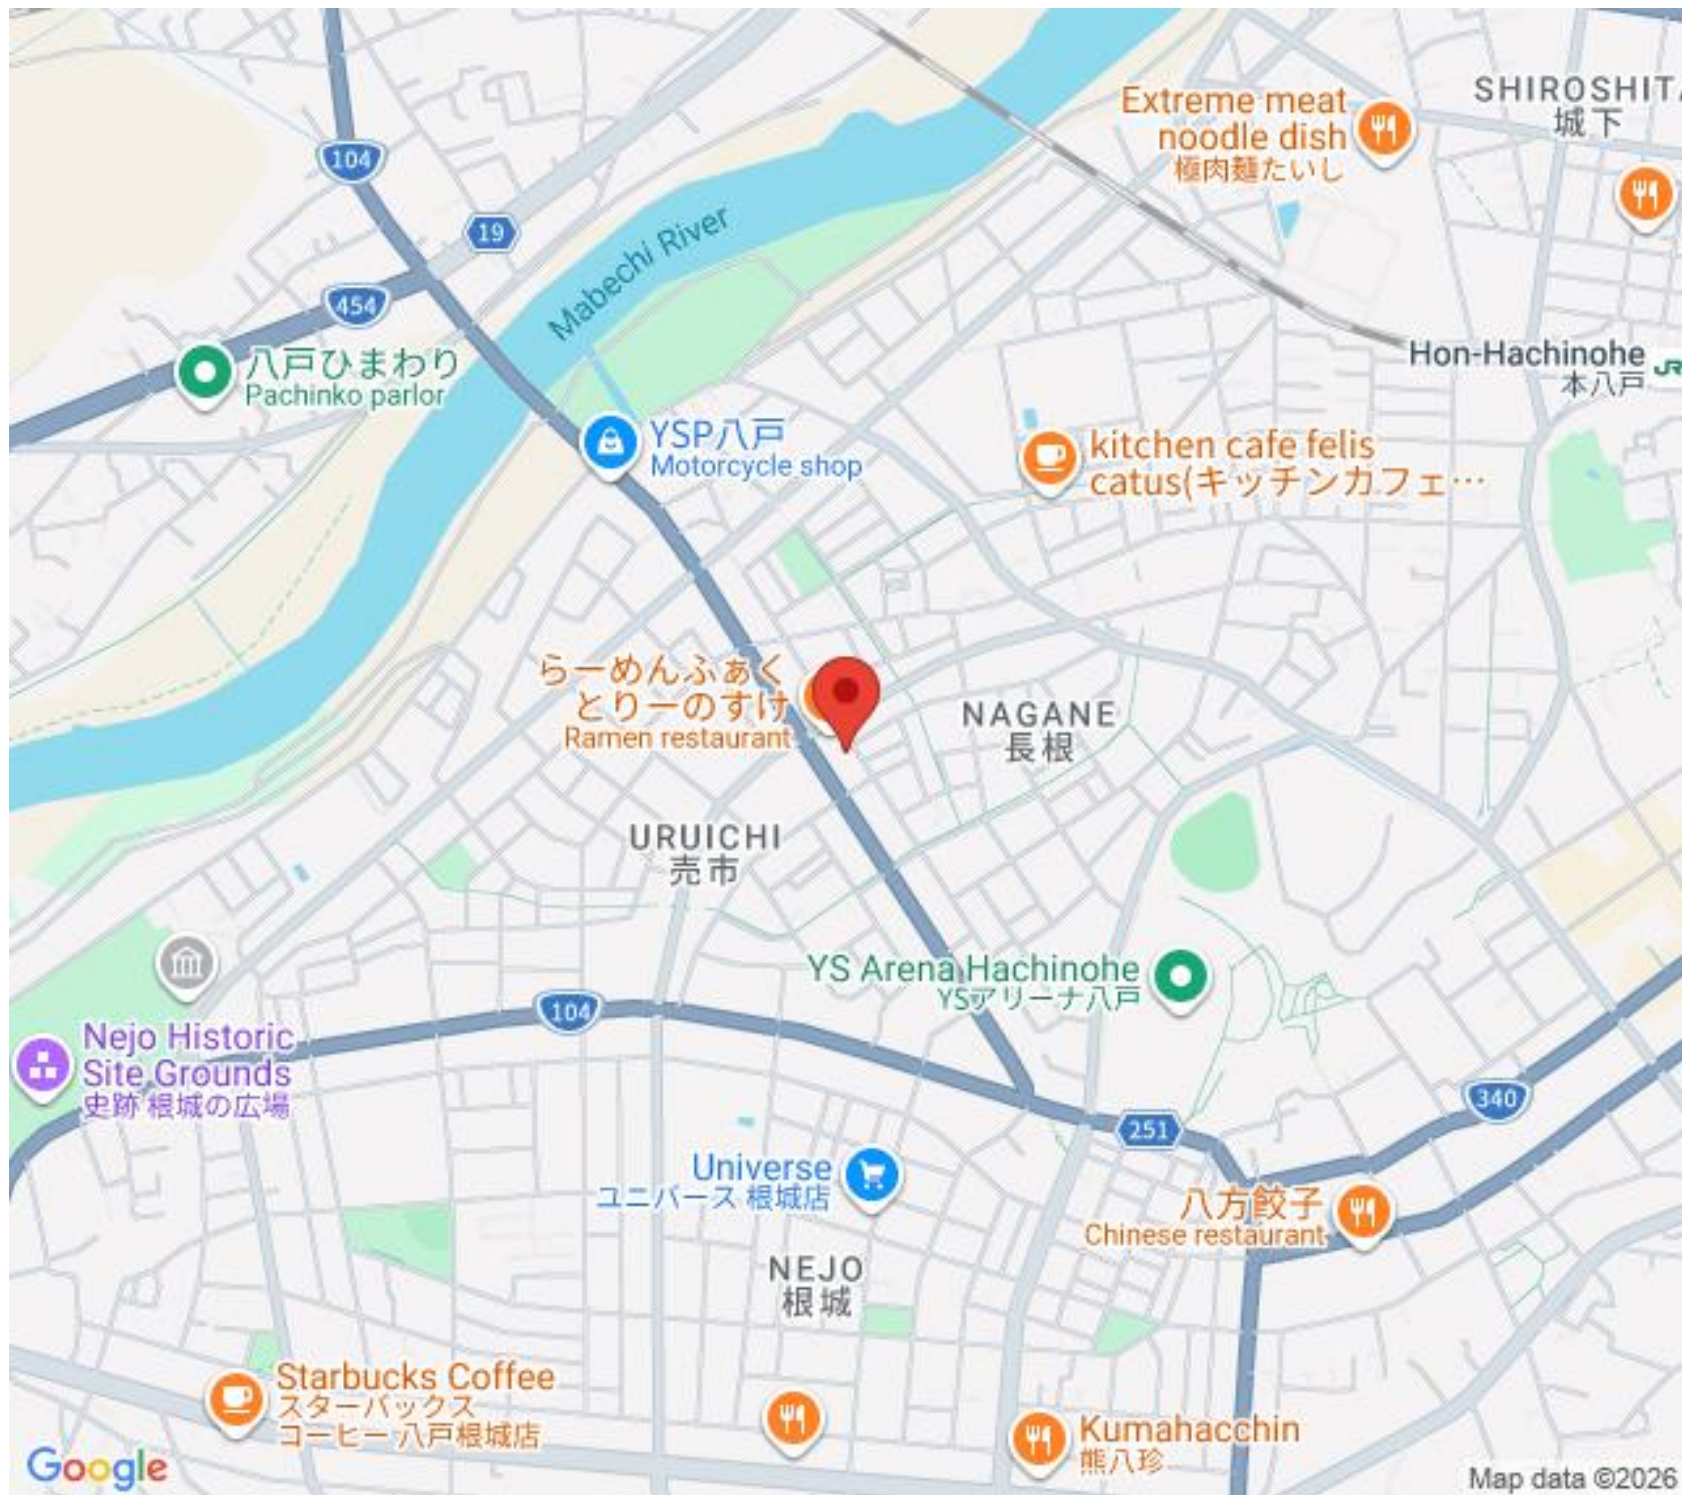 Extreme meat
noodle dish
極肉麺たいし
SHIROSHITA
城下
104
19
Mabechi River
454
八戸ひまわり
Pachinko parlor
Hon-Hachinohe
本八戸
JR
YSP八戸
Motorcycle shop
kitchen cafe felis
catus(キッチンカフェ…
らーめんふぁく
とりーのすけ
Ramen restaurant
NAGANE
長根
URUICHI
売市
YS Arena Hachinohe
YSアリーナ八戸
104
Nejo Historic
Site Grounds
史跡 根城の広場
340
251
Universe
ユニバース 根城店
八方餃子
Chinese restaurant
NEJO
根城
Starbucks Coffee
スターバックス
コーヒー 八戸根城店
Kumahacchin
熊八珍
Google
Map data ©2026